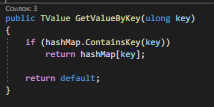 Ссылок: 3
public TValue GetValueByKey(ulong key)
{
    if (hashMap.ContainsKey(key))
        return hashMap[key];

    return default;
}